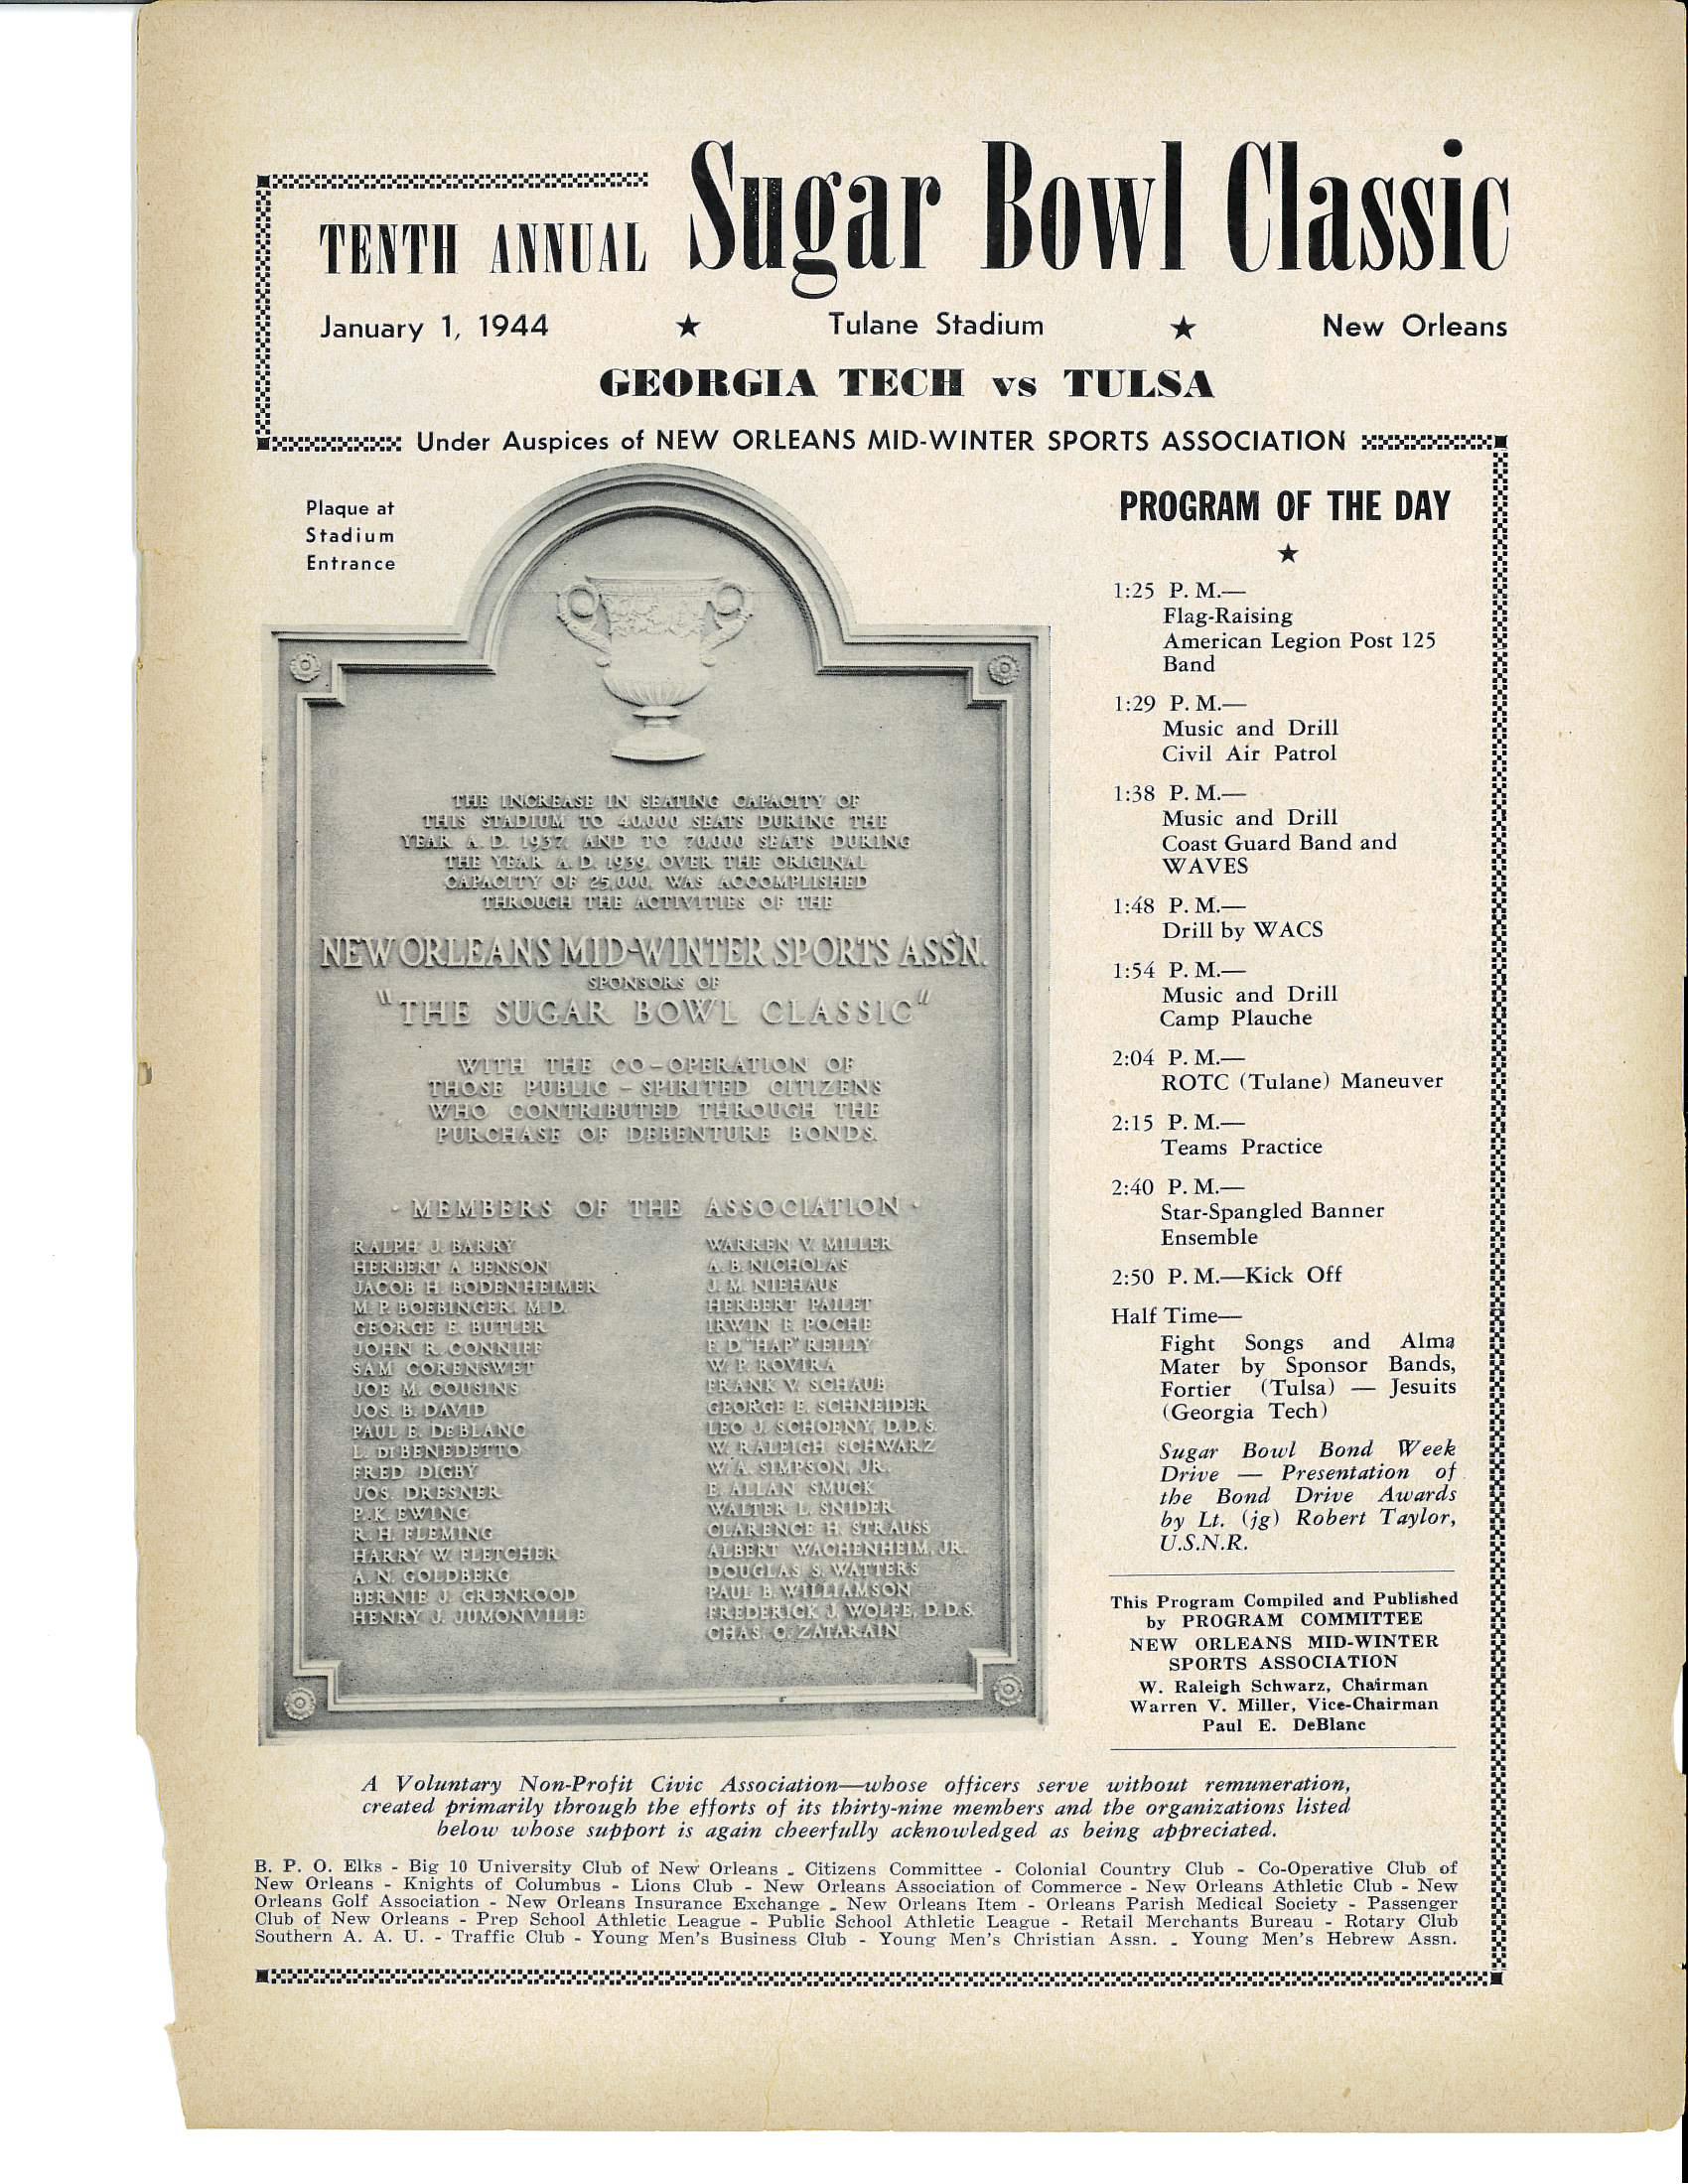 TENTH ANNUAL Sugar Bowl Classic
January 1, 1944 ★ Tulane Stadium ★ New Orleans
GEORGIA TECH vs TULSA
Under Auspices of NEW ORLEANS MID-WINTER SPORTS ASSOCIATION
Plaque at
Stadium
Entrance
THE INCREASE IN SEATING CAPACITY OF
THIS STADIUM TO 40,000 SEATS DURING THE
YEAR A. D. 1937, AND TO 70,000 SEATS DURING
THE YEAR A. D. 1939, OVER THE ORIGINAL
CAPACITY OF 25,000, WAS ACCOMPLISHED
THROUGH THE ACTIVITIES OF THE
NEW ORLEANS MID-WINTER SPORTS ASS'N.
SPONSORS OF
"THE SUGAR BOWL CLASSIC"
WITH THE CO-OPERATION OF
THOSE PUBLIC-SPIRITED CITIZENS
WHO CONTRIBUTED THROUGH THE
PURCHASE OF DEBENTURE BONDS.
- MEMBERS OF THE ASSOCIATION -
RALPH J. BARRY
HERBERT A. BENSON
JACOB H. BODENHEIMER
M. P. BOEBINGER, M.D.
GEORGE E. BUTLER
JOHN R. CONNIFF
SAM CORENSWET
JOE M. COUSINS
JOS. B. DAVID
PAUL E. DeBLANC
L. DI BENEDETTO
FRED DIGBY
JOS. DRESNER
P. K. EWING
R. H. FLEMING
HARRY W. FLETCHER
A. N. GOLDBERG
BERNIE J. GRENROOD
HENRY J. JUMONVILLE
WARREN V. MILLER
A. B. NICHOLAS
J. M. NIEHAUS
HERBERT PAILET
IRWIN F. POCHE
F. D. "HAP" REILLY
W. P. ROVIRA
FRANK V. SCHAUB
GEORGE E. SCHNEIDER
LEO J. SCHOENY, D.D.S.
W. RALEIGH SCHWARZ
W. A. SIMPSON, JR.
E. ALLAN SMUCK
WALTER L. SNIDER
CLARENCE H. STRAUSS
ALBERT WACHENHEIM, JR.
DOUGLAS S. WATTERS
PAUL B. WILLIAMSON
FREDERICK J. WOLFE, D.D.S.
CHAS. C. ZATARAIN
PROGRAM OF THE DAY
★
1:25 P. M.—
Flag-Raising
American Legion Post 125
Band
1:29 P. M.—
Music and Drill
Civil Air Patrol
1:38 P. M.—
Music and Drill
Coast Guard Band and
WAVES
1:48 P. M.—
Drill by WACS
1:54 P. M.—
Music and Drill
Camp Plauche
2:04 P. M.—
ROTC (Tulane) Maneuver
2:15 P. M.—
Teams Practice
2:40 P. M.—
Star-Spangled Banner
Ensemble
2:50 P. M.—Kick Off
Half Time—
Fight Songs and Alma
Mater by Sponsor Bands,
Fortier (Tulsa) — Jesuits
(Georgia Tech)
Sugar Bowl Bond Week
Drive — Presentation of
the Bond Drive Awards
by Lt. (jg) Robert Taylor,
U.S.N.R.
This Program Compiled and Published
by PROGRAM COMMITTEE
NEW ORLEANS MID-WINTER
SPORTS ASSOCIATION
W. Raleigh Schwarz, Chairman
Warren V. Miller, Vice-Chairman
Paul E. DeBlanc
A Voluntary Non-Profit Civic Association—whose officers serve without remuneration,
created primarily through the efforts of its thirty-nine members and the organizations listed
below whose support is again cheerfully acknowledged as being appreciated.
B. P. O. Elks - Big 10 University Club of New Orleans - Citizens Committee - Colonial Country Club - Co-Operative Club of
New Orleans - Knights of Columbus - Lions Club - New Orleans Association of Commerce - New Orleans Athletic Club - New
Orleans Golf Association - New Orleans Insurance Exchange - New Orleans Item - Orleans Parish Medical Society - Passenger
Club of New Orleans - Prep School Athletic League - Public School Athletic League - Retail Merchants Bureau - Rotary Club
Southern A. A. U. - Traffic Club - Young Men's Business Club - Young Men's Christian Assn. - Young Men's Hebrew Assn.